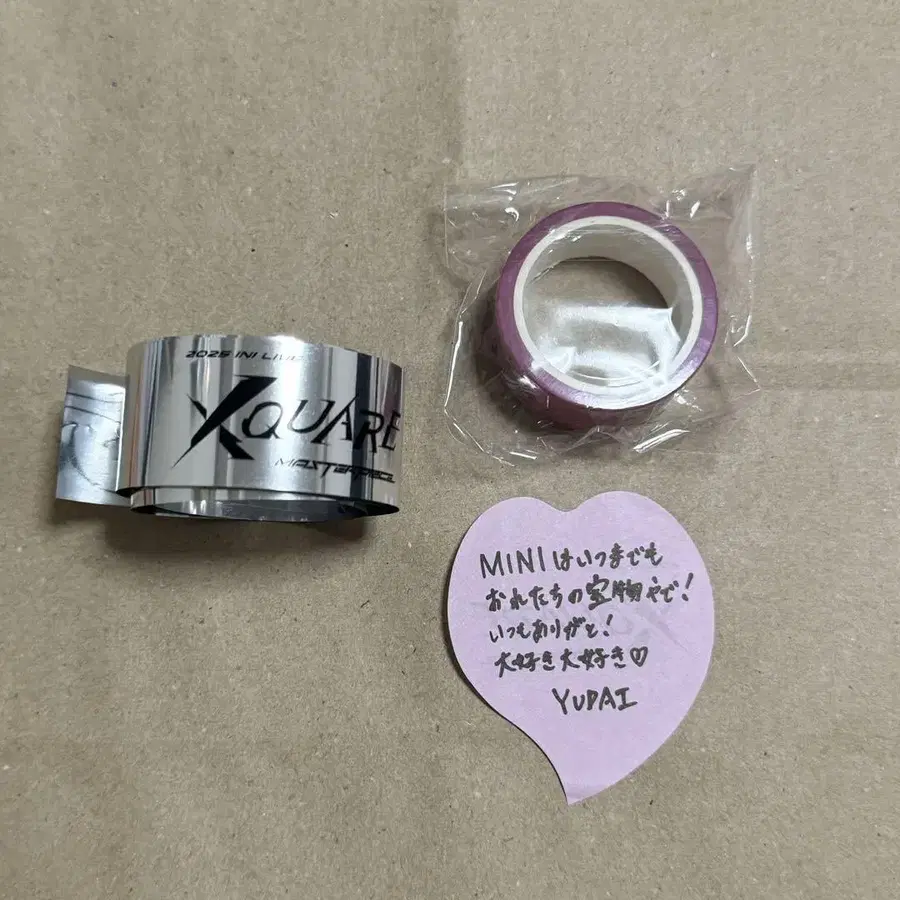 2025 INI LIVE
XQUARE
MASTERPIECE
MINIはいつまでも
おれたちの宝物やで!
いつもありがと!
大好き大好き♡
YUDAI